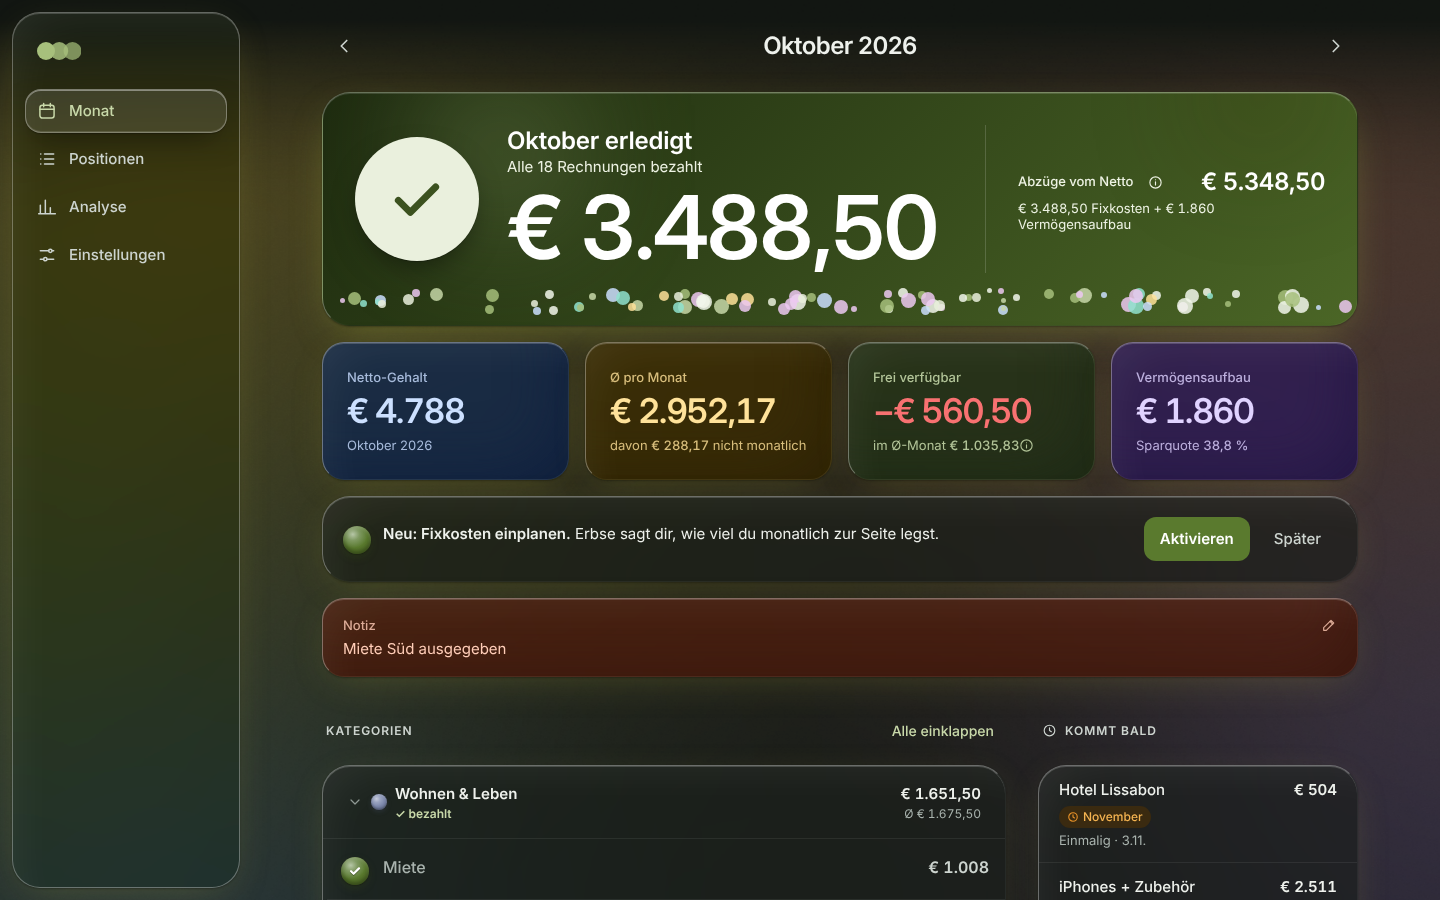 Oktober 2026
Monat
Positionen
Analyse
Einstellungen
Oktober erledigt
Alle 18 Rechnungen bezahlt
€ 3.488,50
Abzüge vom Netto
€ 5.348,50
€ 3.488,50 Fixkosten + € 1.860
Vermögensaufbau
Netto-Gehalt
€ 4.788
Oktober 2026
Ø pro Monat
€ 2.952,17
davon € 288,17 nicht monatlich
Frei verfügbar
−€ 560,50
im Ø-Monat € 1.035,83
Vermögensaufbau
€ 1.860
Sparquote 38,8 %
Neu: Fixkosten einplanen. Erbse sagt dir, wie viel du monatlich zur Seite legst.
Aktivieren
Später
Notiz
Miete Süd ausgegeben
KATEGORIEN
Alle einklappen
Wohnen & Leben
€ 1.651,50
bezahlt
Ø € 1.675,50
Miete
€ 1.008
KOMMT BALD
Hotel Lissabon
€ 504
November
Einmalig · 3.11.
iPhones + Zubehör
€ 2.511